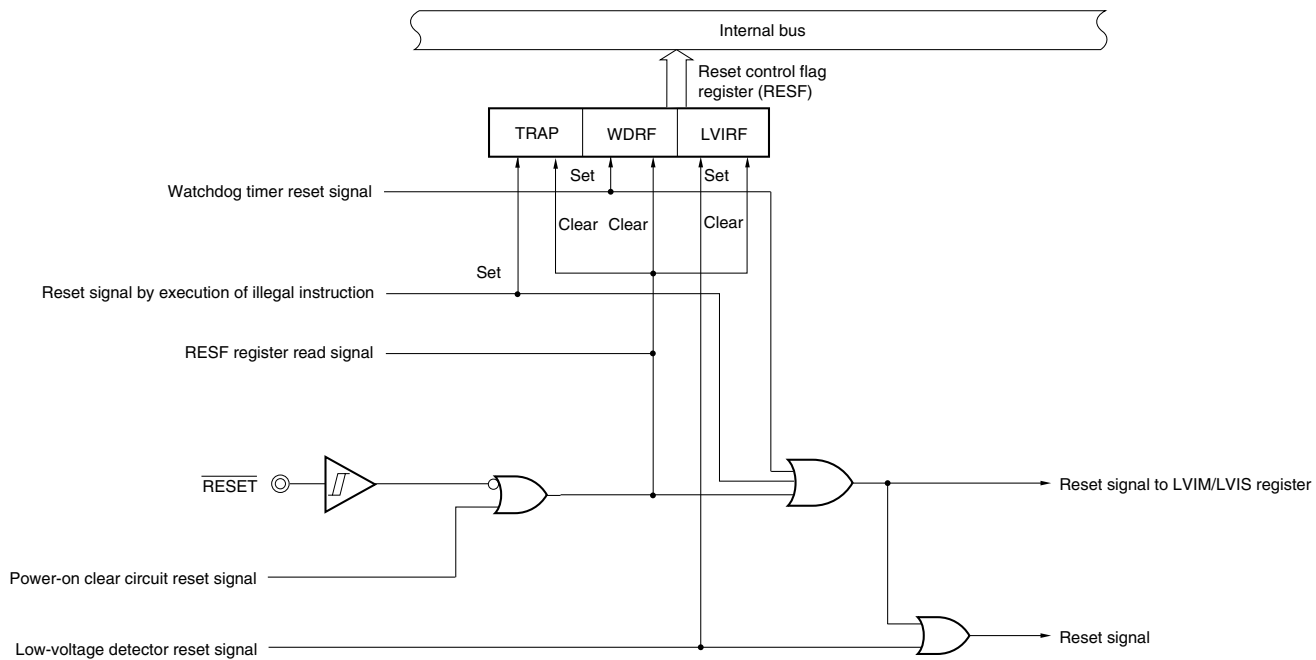 Internal bus
Reset control flag
register (RESF)
TRAP
WDRF
LVIRF
Set
Set
Watchdog timer reset signal
Clear
Clear
Clear
Set
Reset signal by execution of illegal instruction
RESF register read signal
RESET
Reset signal to LVIM/LVIS register
Power-on clear circuit reset signal
Reset signal
Low-voltage detector reset signal